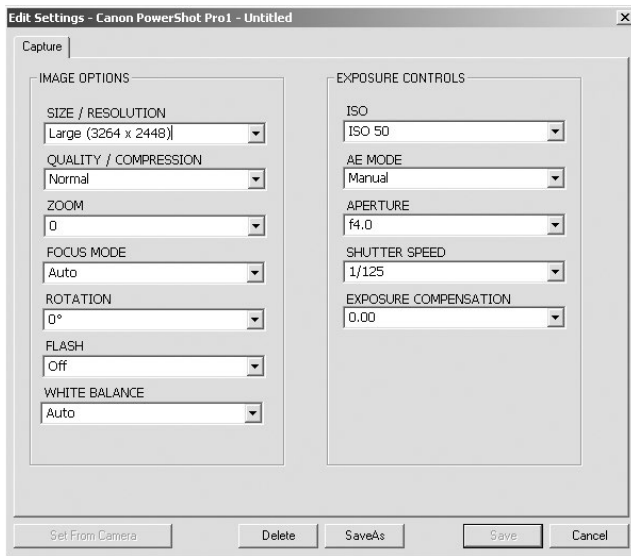 Edit Settings - Canon PowerShot Pro1 - Untitled
Capture
IMAGE OPTIONS
SIZE / RESOLUTION
Large (3264 x 2448)
QUALITY / COMPRESSION
Normal
ZOOM
0
FOCUS MODE
Auto
ROTATION
0°
FLASH
Off
WHITE BALANCE
Auto
EXPOSURE CONTROLS
ISO
ISO 50
AE MODE
Manual
APERTURE
f4.0
SHUTTER SPEED
1/125
EXPOSURE COMPENSATION
0.00
Set From Camera
Delete
SaveAs
Save
Cancel